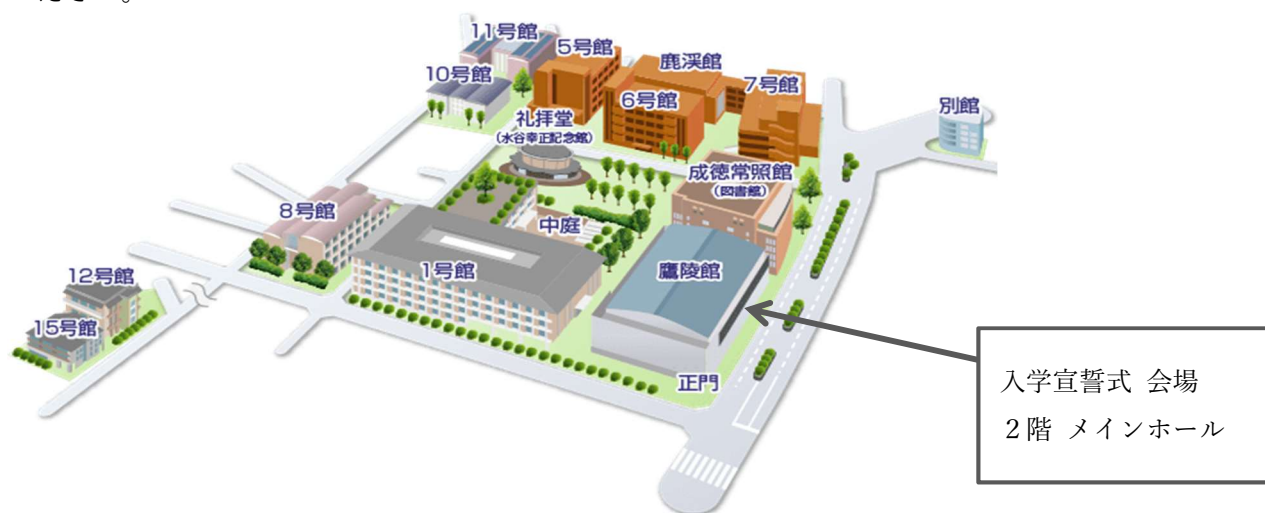 11号館
5号館
鹿渓館
10号館
6号館
7号館
別館
礼拝堂
(水谷幸正記念館)
成徳常照館
(図書館)
8号館
中庭
1号館
鷹陵館
12号館
15号館
正門
入学宣誓式 会場
２階 メインホール